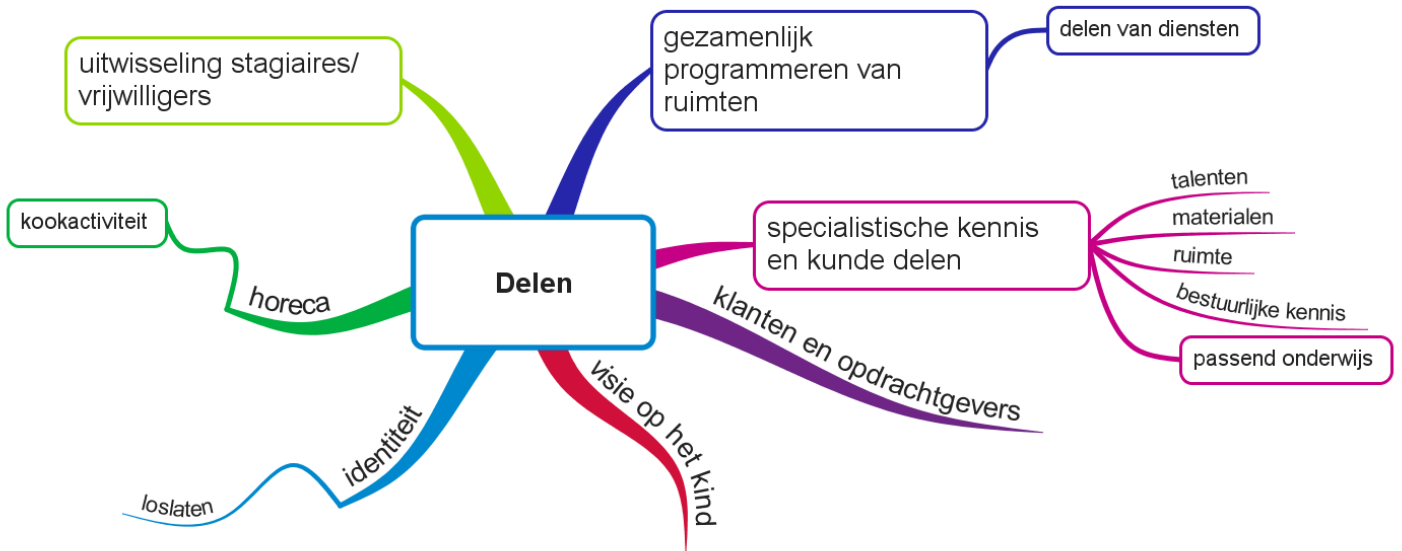 uitwisseling stagiaires/
vrijwilligers
gezamenlijk
programmeren van
ruimten
delen van diensten
kookactiviteit
horeca
Delen
specialistische kennis
en kunde delen
talenten
materialen
ruimte
bestuurlijke kennis
passend onderwijs
klanten en opdrachtgevers
visie op het kind
identiteit
loslaten